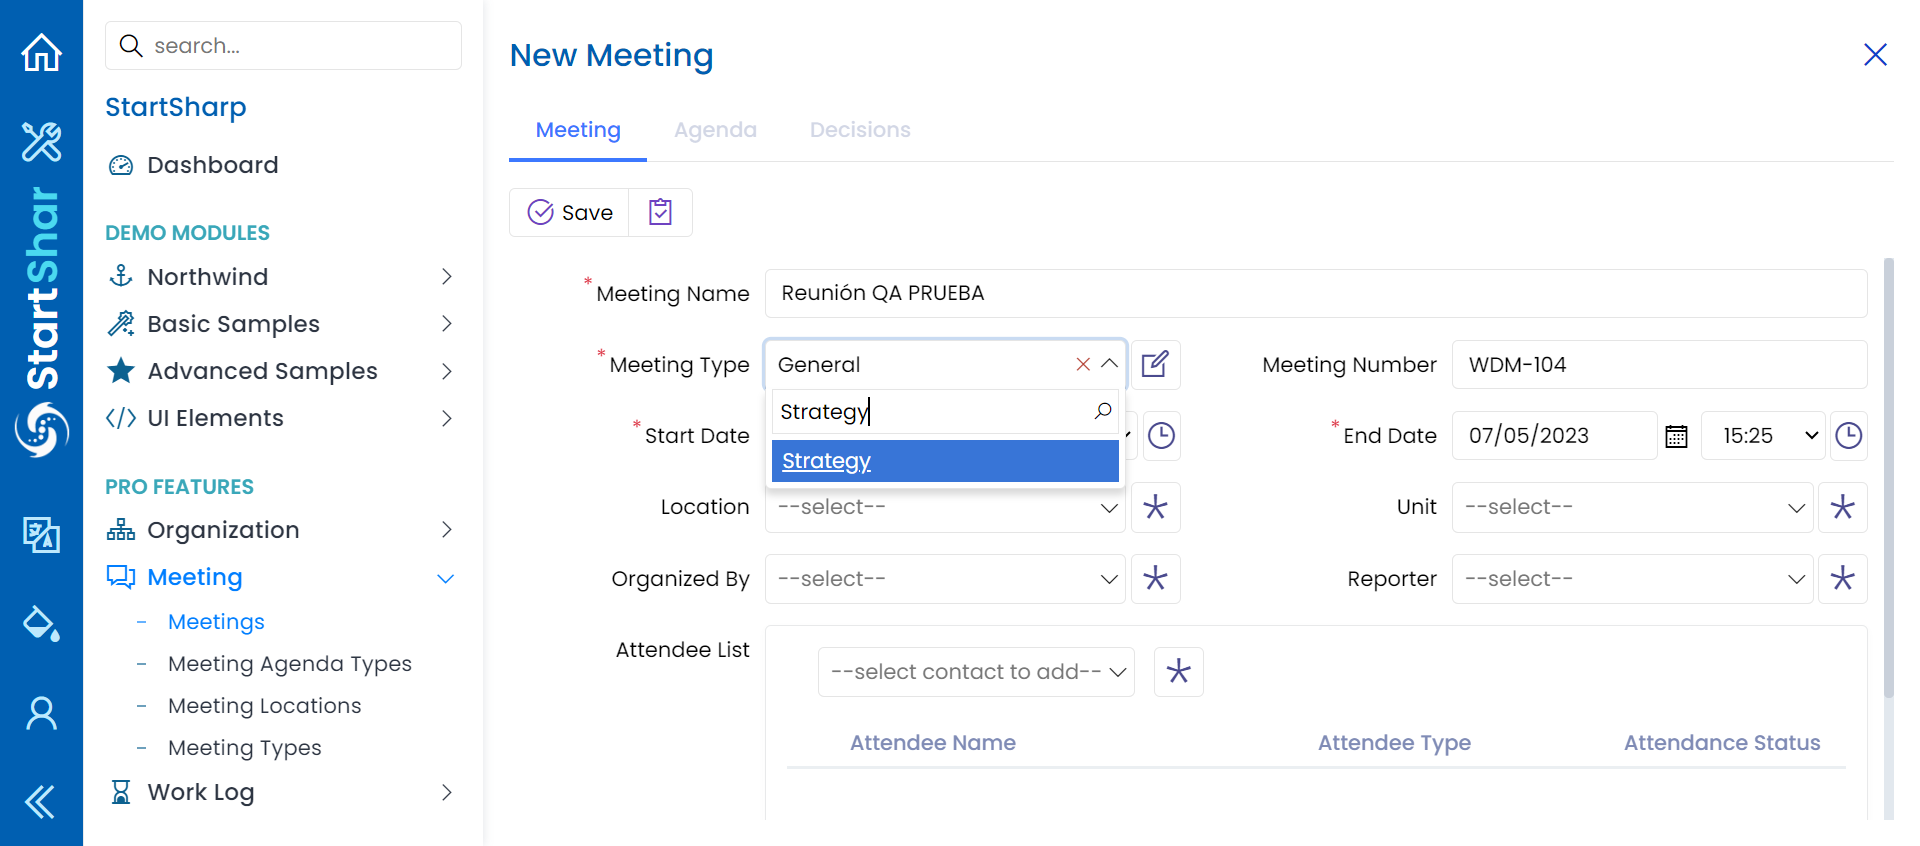 StartShar
search...
StartSharp
Dashboard
DEMO MODULES
Northwind
Basic Samples
Advanced Samples
UI Elements
PRO FEATURES
Organization
Meeting
- Meetings
- Meeting Agenda Types
- Meeting Locations
- Meeting Types
Work Log
New Meeting
Meeting Agenda Decisions
Save
* Meeting Name Reunión QA PRUEBA
* Meeting Type General
Meeting Number WDM-104
Strategy
Strategy
* Start Date
* End Date 07/05/2023 15:25
Location --select--
Unit --select--
Organized By --select--
Reporter --select--
Attendee List
--select contact to add--
Attendee Name Attendee Type Attendance Status